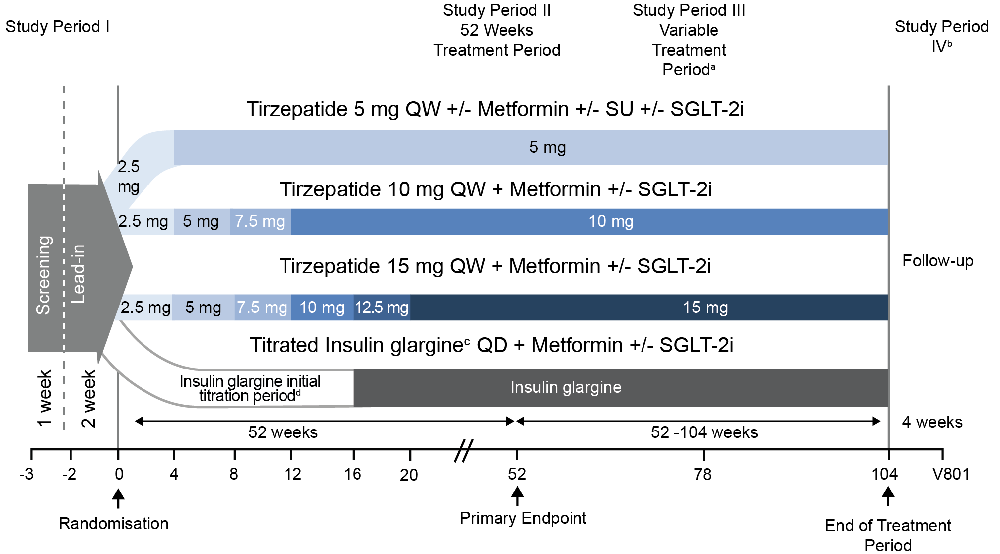 Study Period I
Study Period II
52 Weeks
Treatment Period
Study Period III
Variable
Treatment
Periodᵃ
Study Period
IVᵇ
Tirzepatide 5 mg QW +/- Metformin +/- SU +/- SGLT-2i
2.5
mg
5 mg
Tirzepatide 10 mg QW + Metformin +/- SGLT-2i
2.5 mg
5 mg
7.5 mg
10 mg
Screening
Lead-in
Tirzepatide 15 mg QW + Metformin +/- SGLT-2i
Follow-up
2.5 mg
5 mg
7.5 mg
10 mg
12.5 mg
15 mg
Titrated Insulin glargineᶜ QD + Metformin +/- SGLT-2i
1 week
2 week
Insulin glargine initial
titration periodᵈ
Insulin glargine
52 weeks
52 -104 weeks
4 weeks
-3
-2
0
4
8
12
16
20
52
78
104
V801
Randomisation
Primary Endpoint
End of Treatment
Period